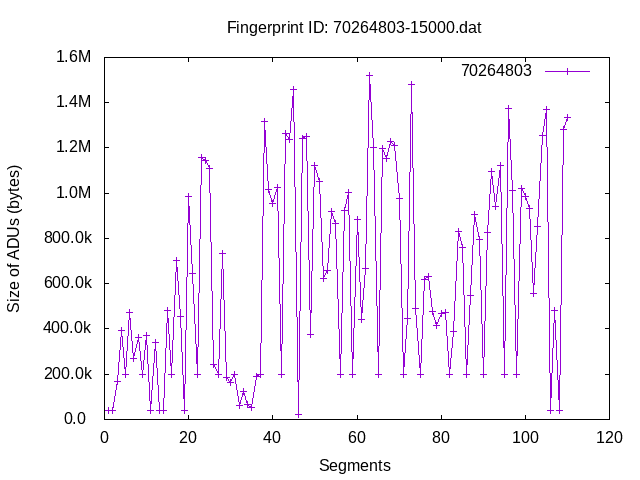 Fingerprint ID: 70264803-15000.dat
70264803
Size of ADUs (bytes)
1.6M
1.4M
1.2M
1.0M
800.0k
600.0k
400.0k
200.0k
0.0
0 20 40 60 80 100 120
Segments